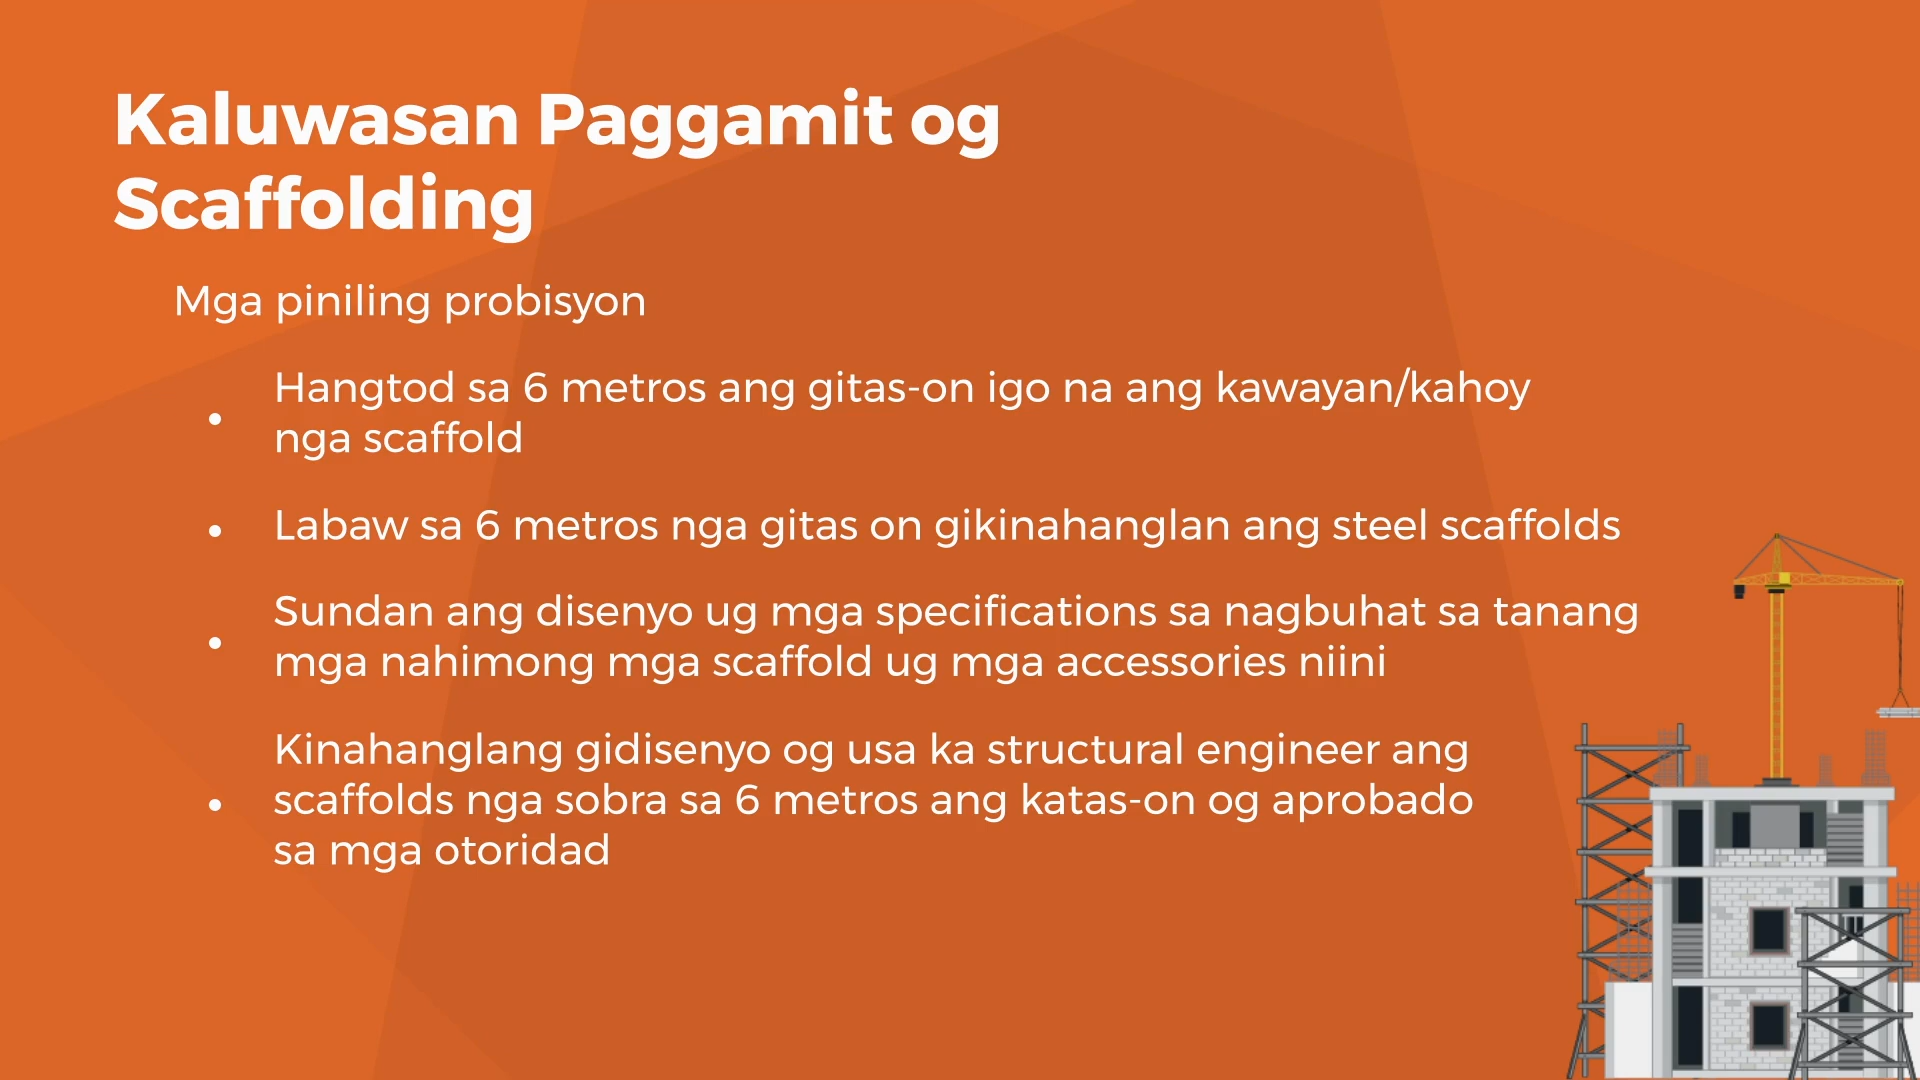 Kaluwasan Paggamit og
Scaffolding
Mga piniling probisyon
• Hangtod sa 6 metros ang gitas-on igo na ang kawayan/kahoy
nga scaffold
• Labaw sa 6 metros nga gitas on gikinahanglan ang steel scaffolds
• Sundan ang disenyo ug mga specifications sa nagbuhat sa tanang
mga nahimong mga scaffold ug mga accessories niini
• Kinahanglang gidisenyo og usa ka structural engineer ang
scaffolds nga sobra sa 6 metros ang katas-on og aprobado
sa mga otoridad